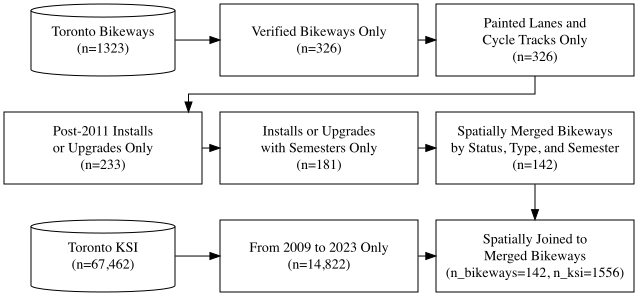 Toronto Bikeways
(n=1323)
Verified Bikeways Only
(n=326)
Painted Lanes and
Cycle Tracks Only
(n=326)
Post-2011 Installs
or Upgrades Only
(n=233)
Installs or Upgrades
with Semesters Only
(n=181)
Spatially Merged Bikeways
by Status, Type, and Semester
(n=142)
Toronto KSI
(n=67,462)
From 2009 to 2023 Only
(n=14,822)
Spatially Joined to
Merged Bikeways
(n_bikeways=142, n_ksi=1556)